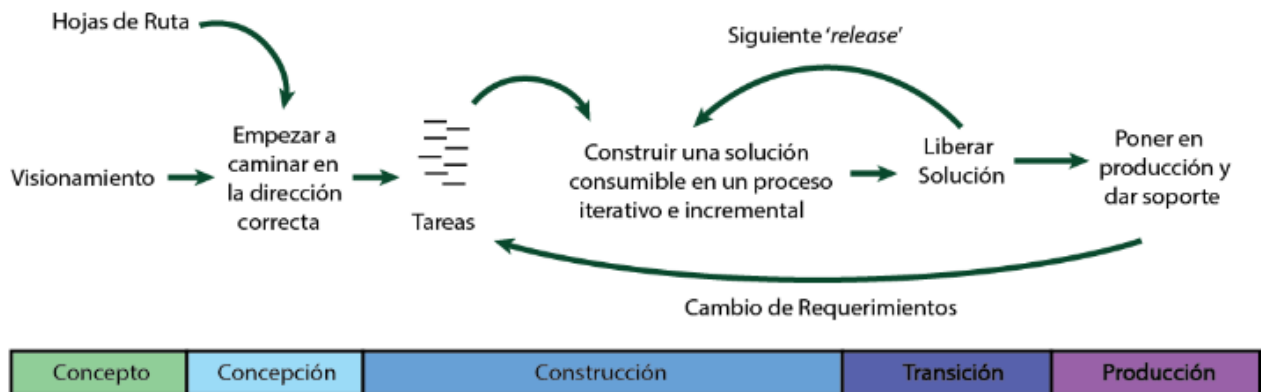 Hojas de Ruta
Siguiente ‘release’
Visionamiento
Empezar a
caminar en
la dirección
correcta
Tareas
Construir una solución
consumible en un proceso
iterativo e incremental
Liberar
Solución
Poner en
producción y
dar soporte
Cambio de Requerimientos
Concepto
Concepción
Construcción
Transición
Producción